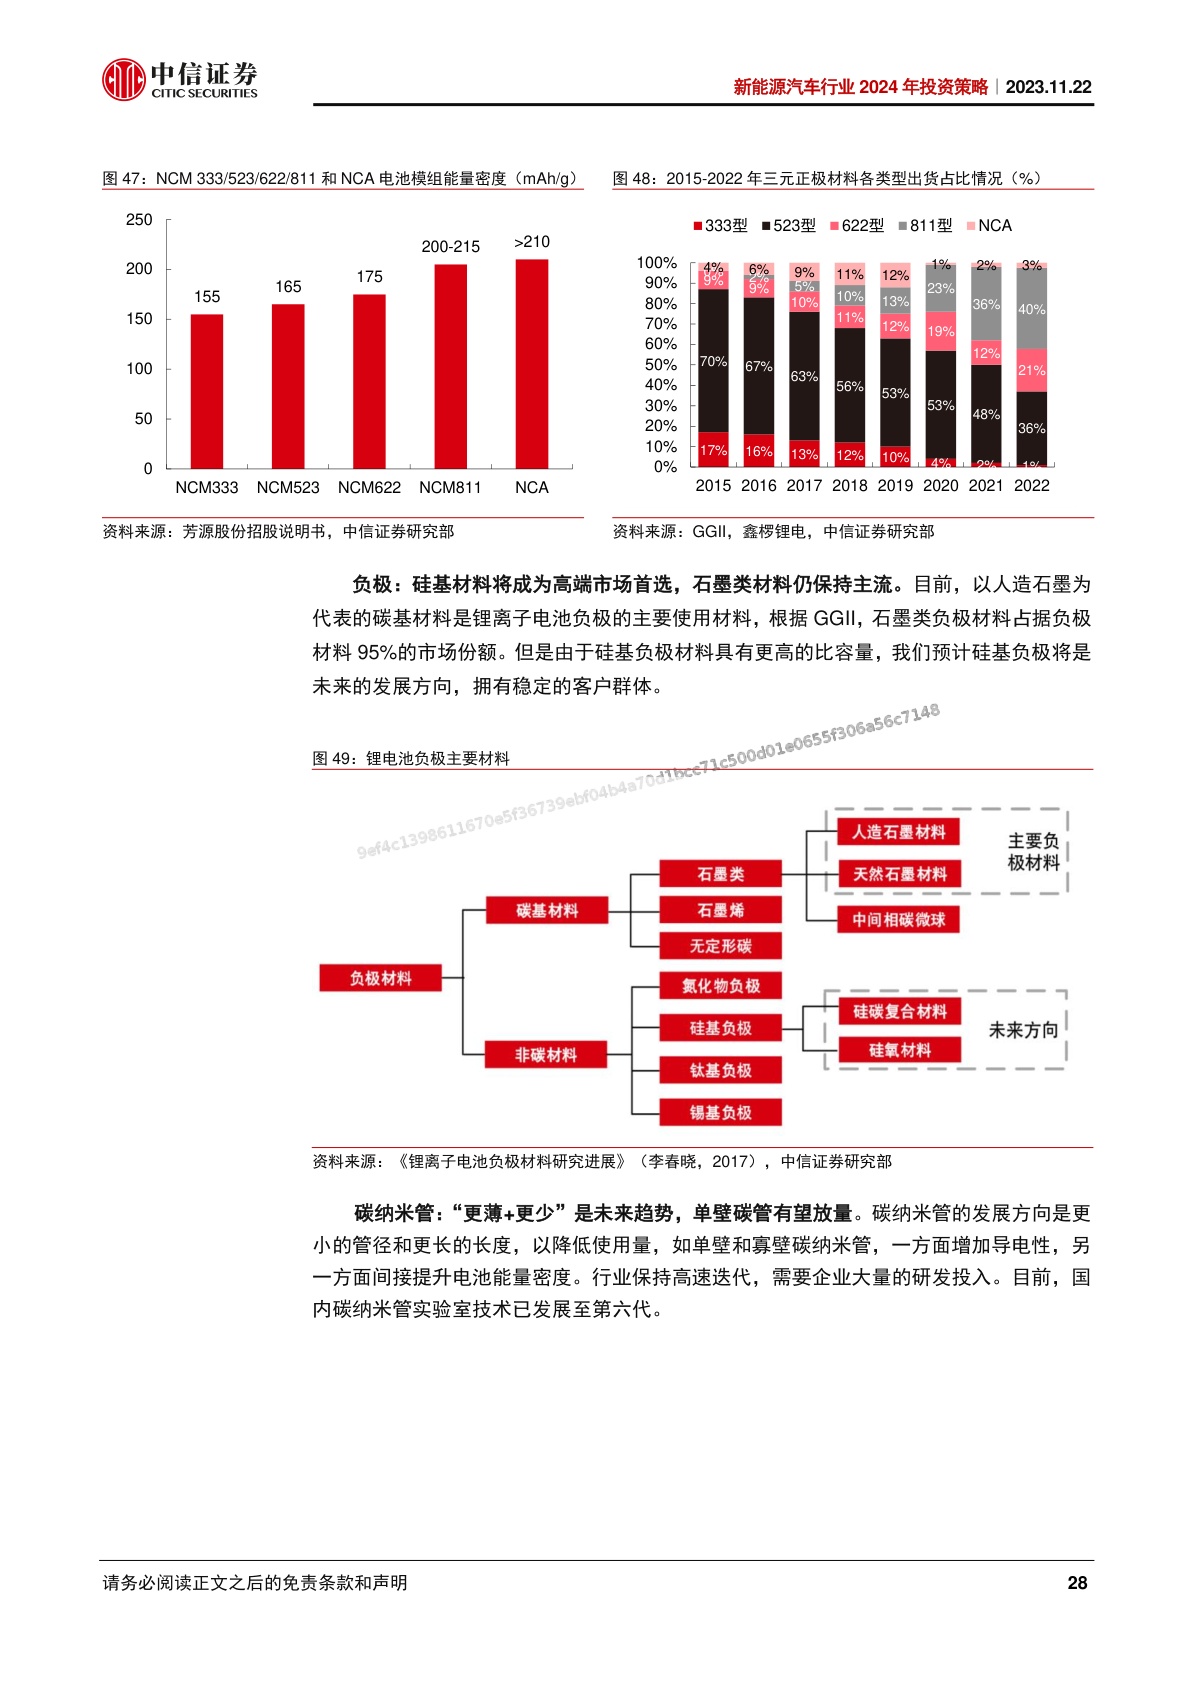 中信证券
CITIC SECURITIES
新能源汽车行业 2024 年投资策略｜2023.11.22
图 47：NCM 333/523/622/811 和 NCA 电池模组能量密度（mAh/g）
250
200
150
100
50
0
155
165
175
200-215
>210
NCM333 NCM523 NCM622 NCM811 NCA
资料来源：芳源股份招股说明书，中信证券研究部
图 48：2015-2022 年三元正极材料各类型出货占比情况（%）
333型 523型 622型 811型 NCA
100%
90%
80%
70%
60%
50%
40%
30%
20%
10%
0%
4% 6% 9% 11% 12% 1% 2% 3%
2% 5% 10% 13% 23% 36% 40%
9% 9% 10% 11% 12% 19% 12% 21%
70% 67% 63% 56% 53% 53% 48% 36%
17% 16% 13% 12% 10% 4% 2% 1%
2015 2016 2017 2018 2019 2020 2021 2022
资料来源：GGII，鑫椤锂电，中信证券研究部
负极：硅基材料将成为高端市场首选，石墨类材料仍保持主流。目前，以人造石墨为
代表的碳基材料是锂离子电池负极的主要使用材料，根据 GGII，石墨类负极材料占据负极
材料 95%的市场份额。但是由于硅基负极材料具有更高的比容量，我们预计硅基负极将是
未来的发展方向，拥有稳定的客户群体。
图 49：锂电池负极主要材料
负极材料
碳基材料
非碳材料
石墨类
石墨烯
无定形碳
氮化物负极
硅基负极
钛基负极
锡基负极
人造石墨材料
天然石墨材料
中间相碳微球
主要负
极材料
硅碳复合材料
硅氧材料
未来方向
资料来源：《锂离子电池负极材料研究进展》（李春晓，2017），中信证券研究部
碳纳米管：“更薄+更少”是未来趋势，单壁碳管有望放量。碳纳米管的发展方向是更
小的管径和更长的长度，以降低使用量，如单壁和寡壁碳纳米管，一方面增加导电性，另
一方面间接提升电池能量密度。行业保持高速迭代，需要企业大量的研发投入。目前，国
内碳纳米管实验室技术已发展至第六代。
请务必阅读正文之后的免责条款和声明
28